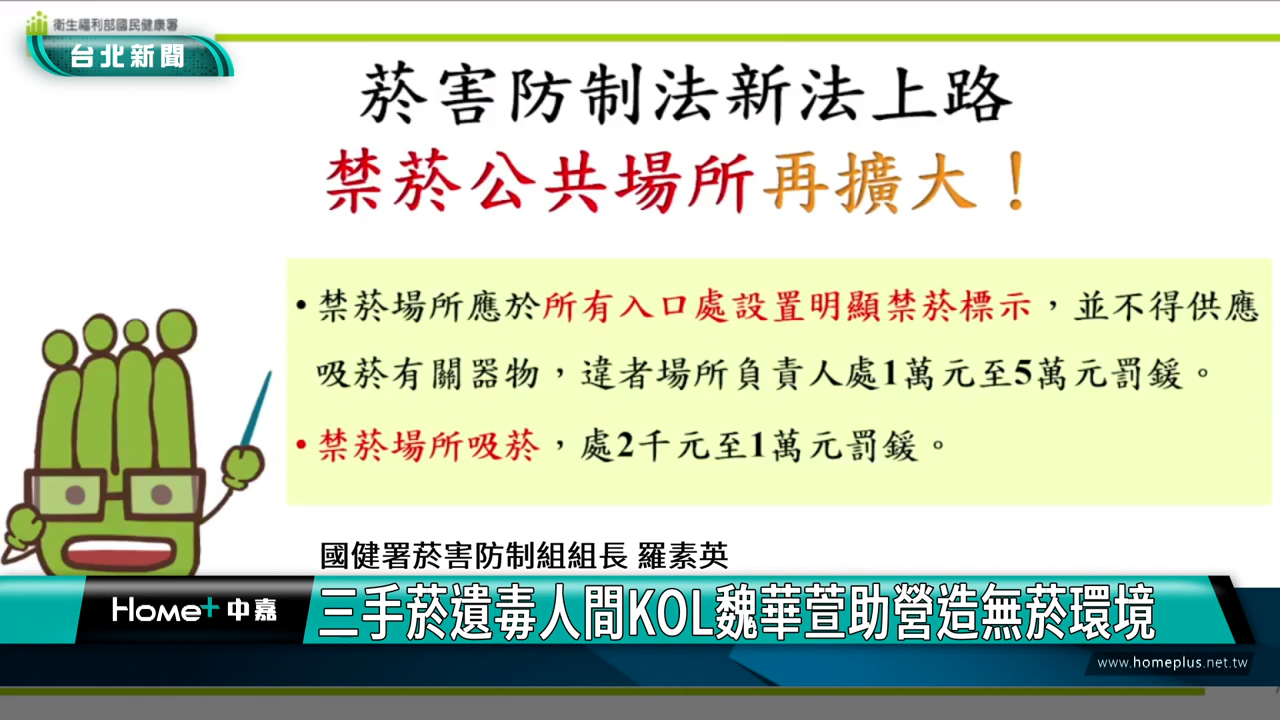 衛生福利部國民健康署
台北新聞
菸害防制法新法上路
禁菸公共場所再擴大！
• 禁菸場所應於所有入口處設置明顯禁菸標示，並不得供應
吸菸有關器物，違者場所負責人處1萬元至5萬元罰鍰。
• 禁菸場所吸菸，處2千元至1萬元罰鍰。
國健署菸害防制組組長 羅素英
Home+ 中嘉
三手菸遺毒人間KOL魏華萱助營造無菸環境
www.homeplus.net.tw